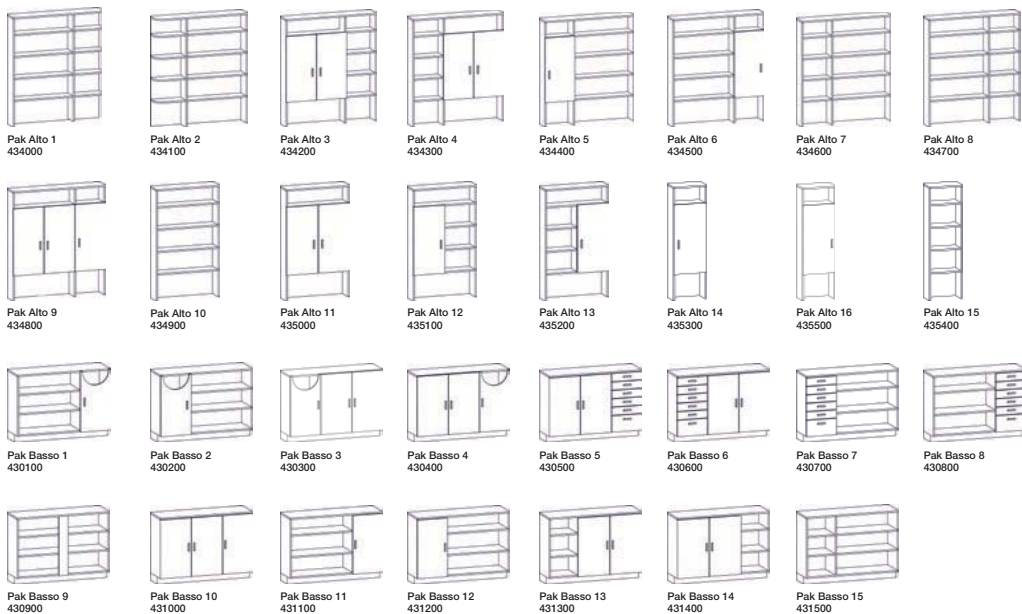 Pak Alto 1
434000
Pak Alto 2
434100
Pak Alto 3
434200
Pak Alto 4
434300
Pak Alto 5
434400
Pak Alto 6
434500
Pak Alto 7
434600
Pak Alto 8
434700
Pak Alto 9
434800
Pak Alto 10
434900
Pak Alto 11
435000
Pak Alto 12
435100
Pak Alto 13
435200
Pak Alto 14
435300
Pak Alto 16
435500
Pak Alto 15
435400
Pak Basso 1
430100
Pak Basso 2
430200
Pak Basso 3
430300
Pak Basso 4
430400
Pak Basso 5
430500
Pak Basso 6
430600
Pak Basso 7
430700
Pak Basso 8
430800
Pak Basso 9
430900
Pak Basso 10
431000
Pak Basso 11
431100
Pak Basso 12
431200
Pak Basso 13
431300
Pak Basso 14
431400
Pak Basso 15
431500